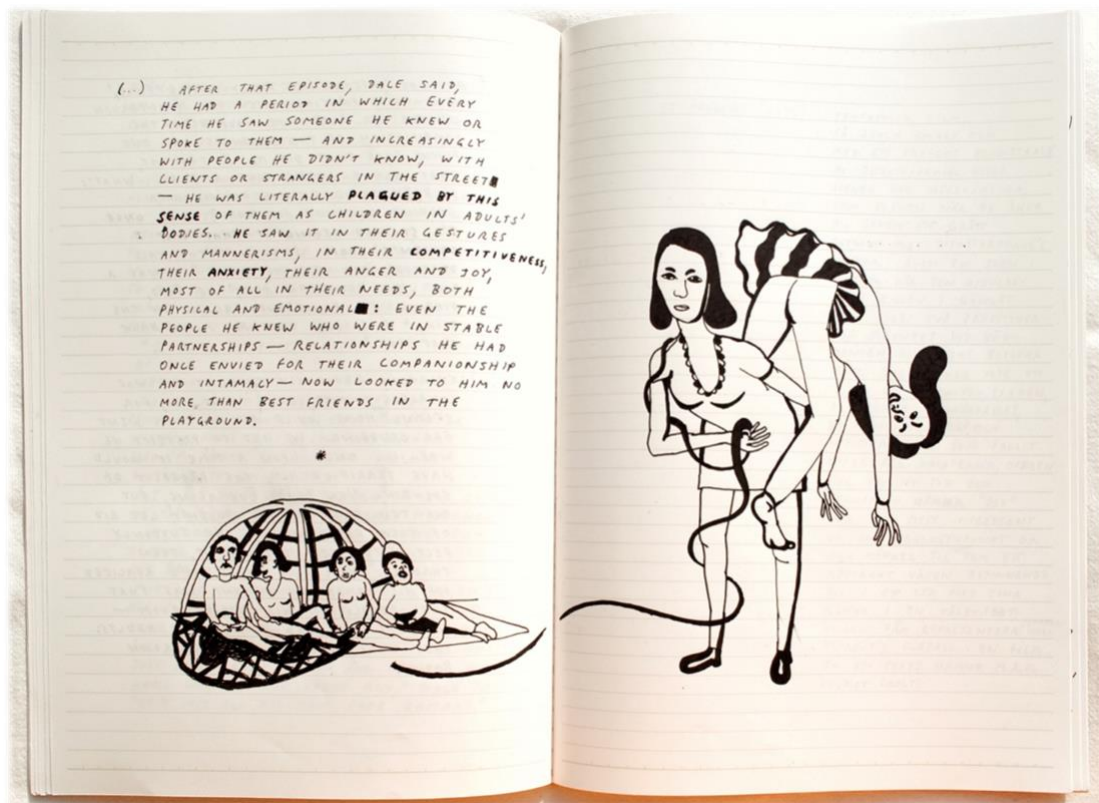 (...) AFTER THAT EPISODE, DALE SAID,
HE HAD A PERIOD IN WHICH EVERY
TIME HE SAW SOMEONE HE KNEW OR
SPOKE TO THEM — AND INCREASINGLY
WITH PEOPLE HE DIDN'T KNOW, WITH
CLIENTS OR STRANGERS IN THE STREET
— HE WAS LITERALLY PLAGUED BY THIS
SENSE OF THEM AS CHILDREN IN ADULTS'
BODIES. HE SAW IT IN THEIR GESTURES
AND MANNERISMS, IN THEIR COMPETITIVENESS,
THEIR ANXIETY, THEIR ANGER AND JOY,
MOST OF ALL IN THEIR NEEDS, BOTH
PHYSICAL AND EMOTIONAL: EVEN THE
PEOPLE HE KNEW WHO WERE IN STABLE
PARTNERSHIPS — RELATIONSHIPS HE HAD
ONCE ENVIED FOR THEIR COMPANIONSHIP
AND INTAMACY — NOW LOOKED TO HIM NO
MORE THAN BEST FRIENDS IN THE
PLAYGROUND.
*